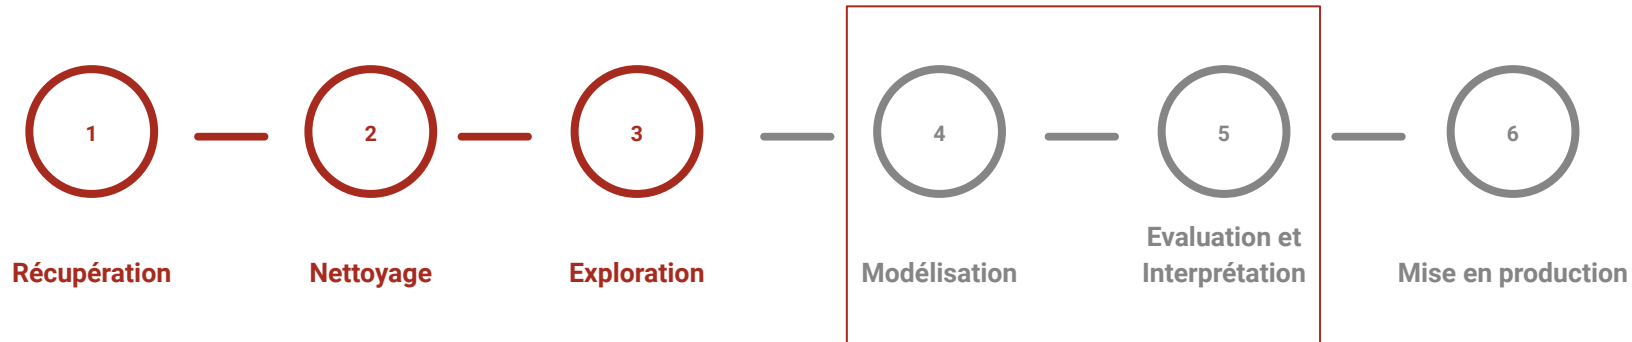 1
2
3
4
5
6
Récupération
Nettoyage
Exploration
Modélisation
Evaluation et
Interprétation
Mise en production